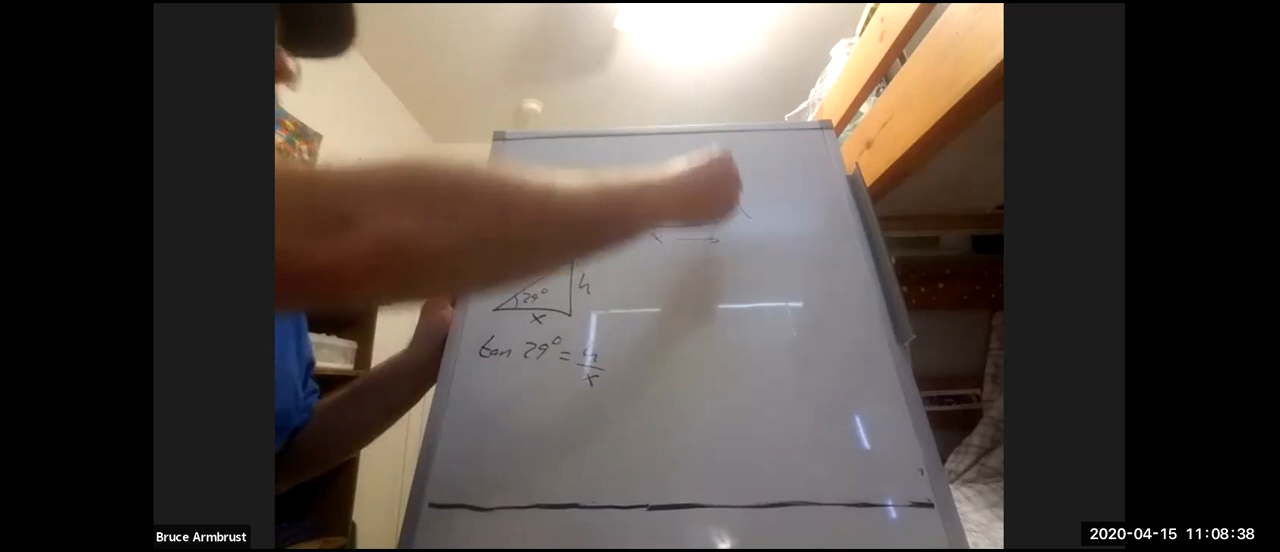 x →
29° h
x
tan 29° = h/x
Bruce Armbrust
2020-04-15 11:08:38